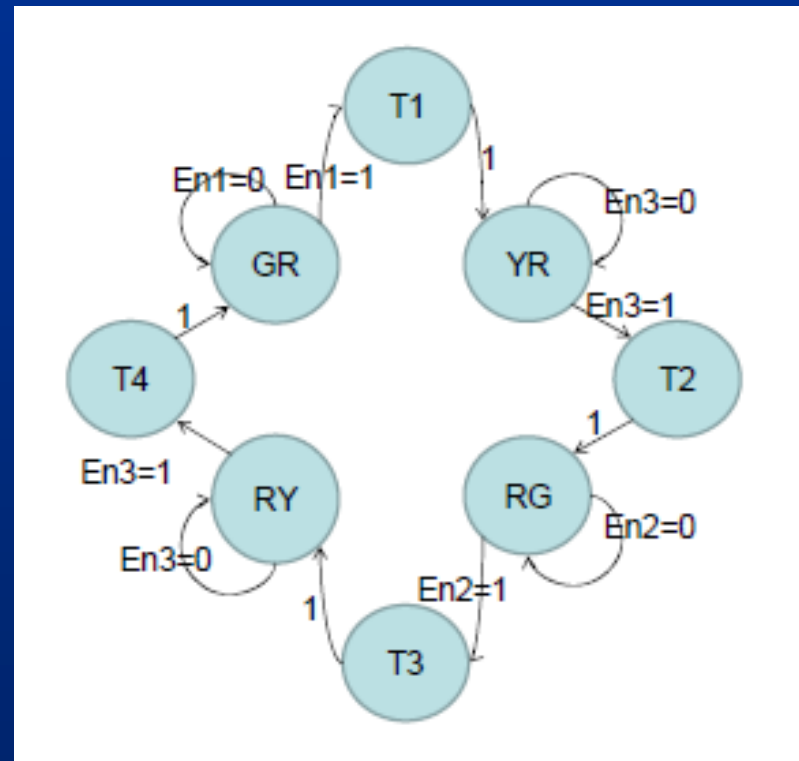 T1
1
En1=0
En1=1
En3=0
GR
YR
En3=1
1
T4
T2
1
En3=1
RY
RG
En2=0
En3=0
En2=1
1
T3